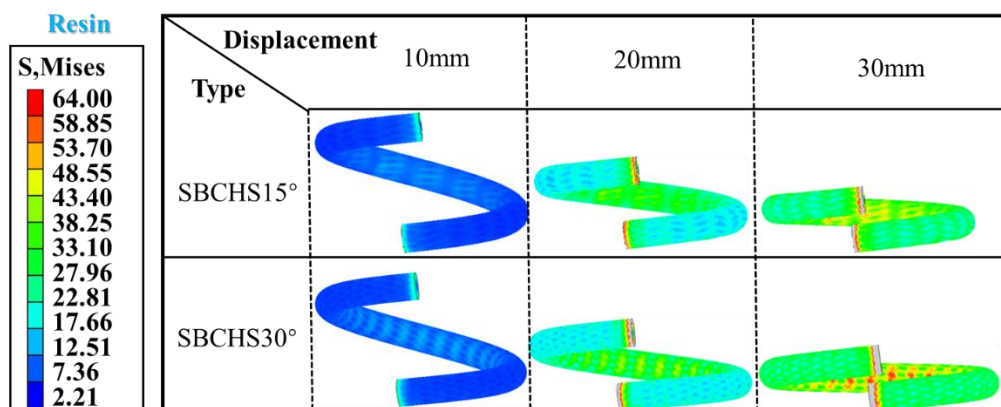 Resin
S,Mises
64.00
58.85
53.70
48.55
43.40
38.25
33.10
27.96
22.81
17.66
12.51
7.36
2.21
Displacement
Type
10mm
20mm
30mm
SBCHS15°
SBCHS30°